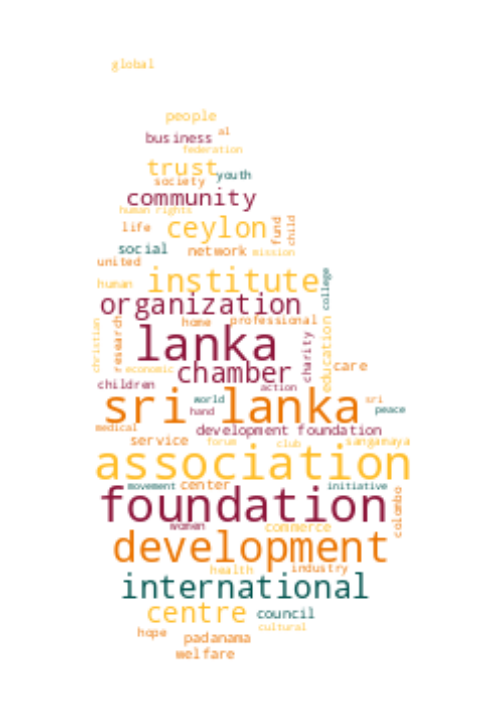 global
people
business al
federation
trust youth
society
community
human rights
life ceylon fund child
social network mission
united
human institute college
organization
home professional
christian research lanka charity education
economic chamber care
children action
world sri
sri lanka
hand peace
medical development foundation
service forum club sangamaya
association
movement center initiative
foundation colombo
women commerce
development
health industry
international
centre council
cultural
hope padanama
welfare